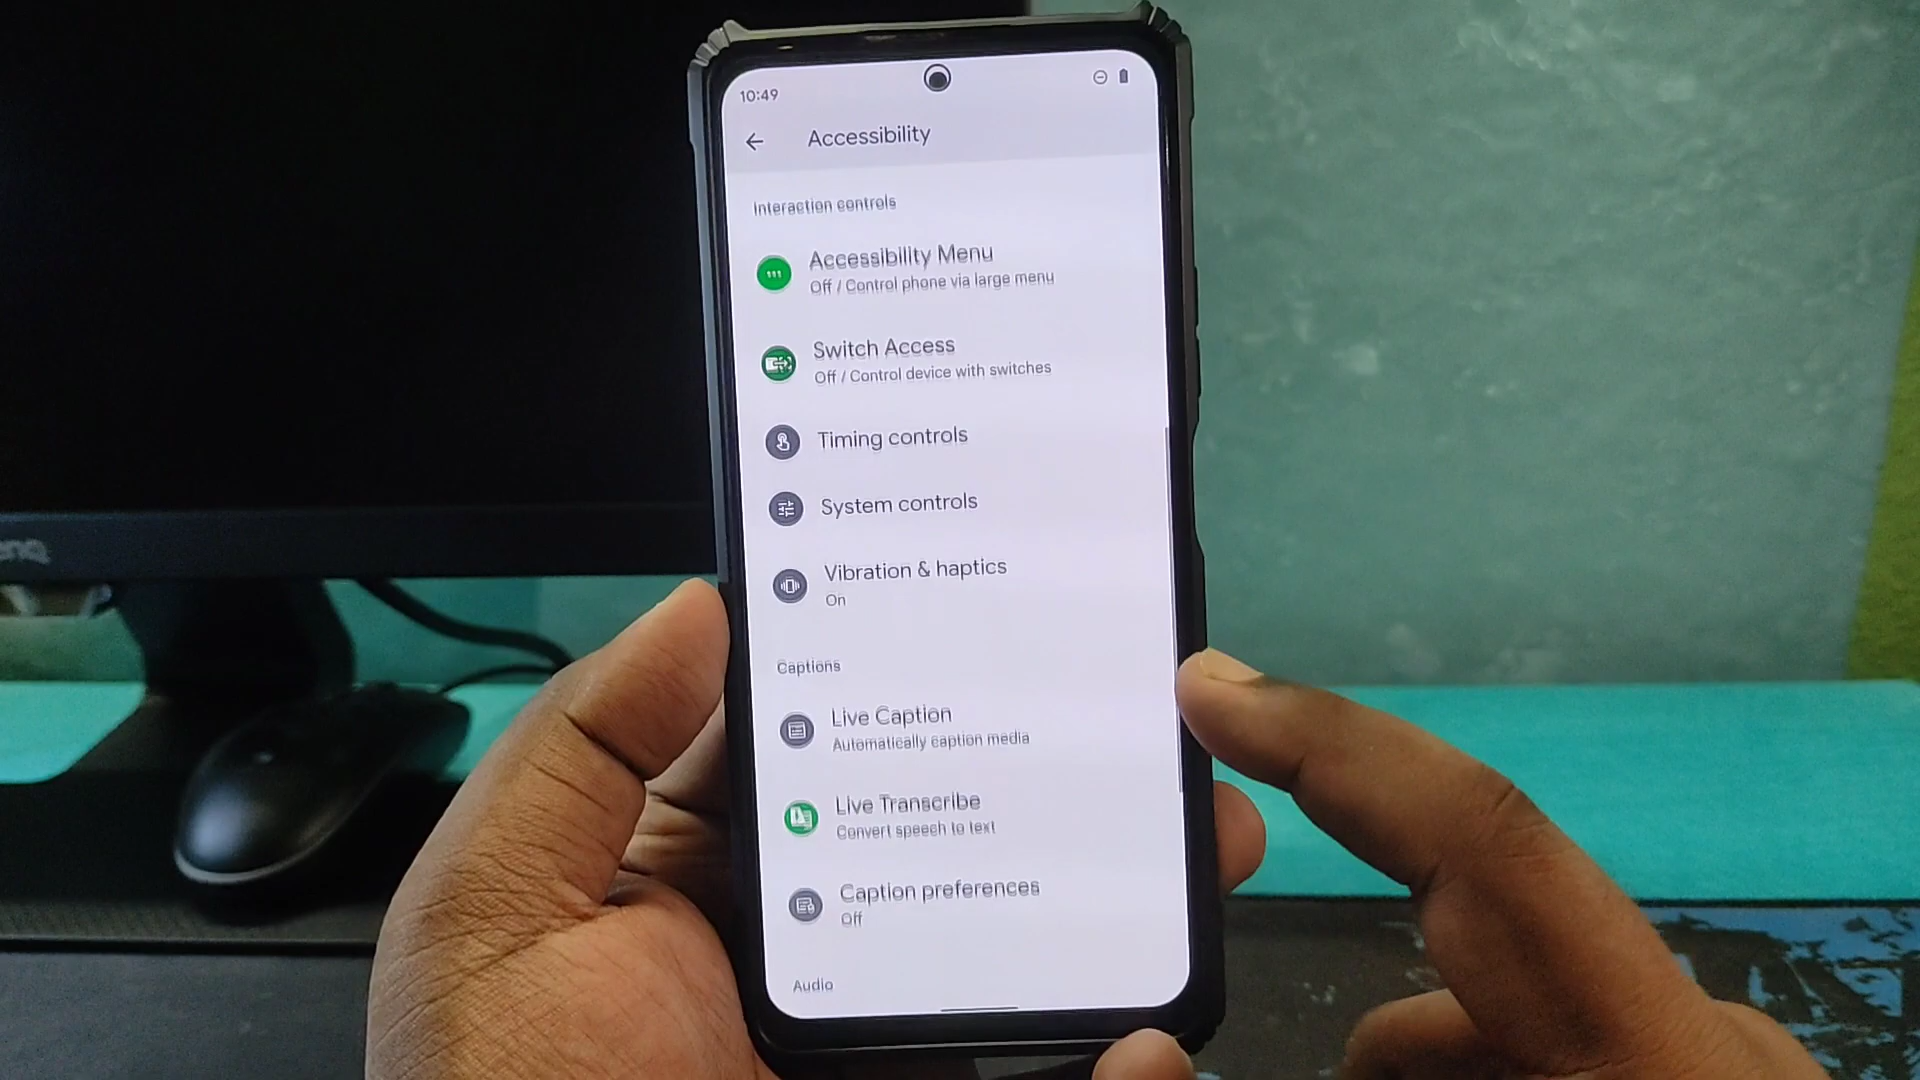 10:49
Accessibility
Interaction controls
Accessibility Menu
Off / Control phone via large menu
Switch Access
Off / Control device with switches
Timing controls
System controls
Vibration & haptics
On
Captions
Live Caption
Automatically caption media
Live Transcribe
Convert speech to text
Caption preferences
Off
Audio